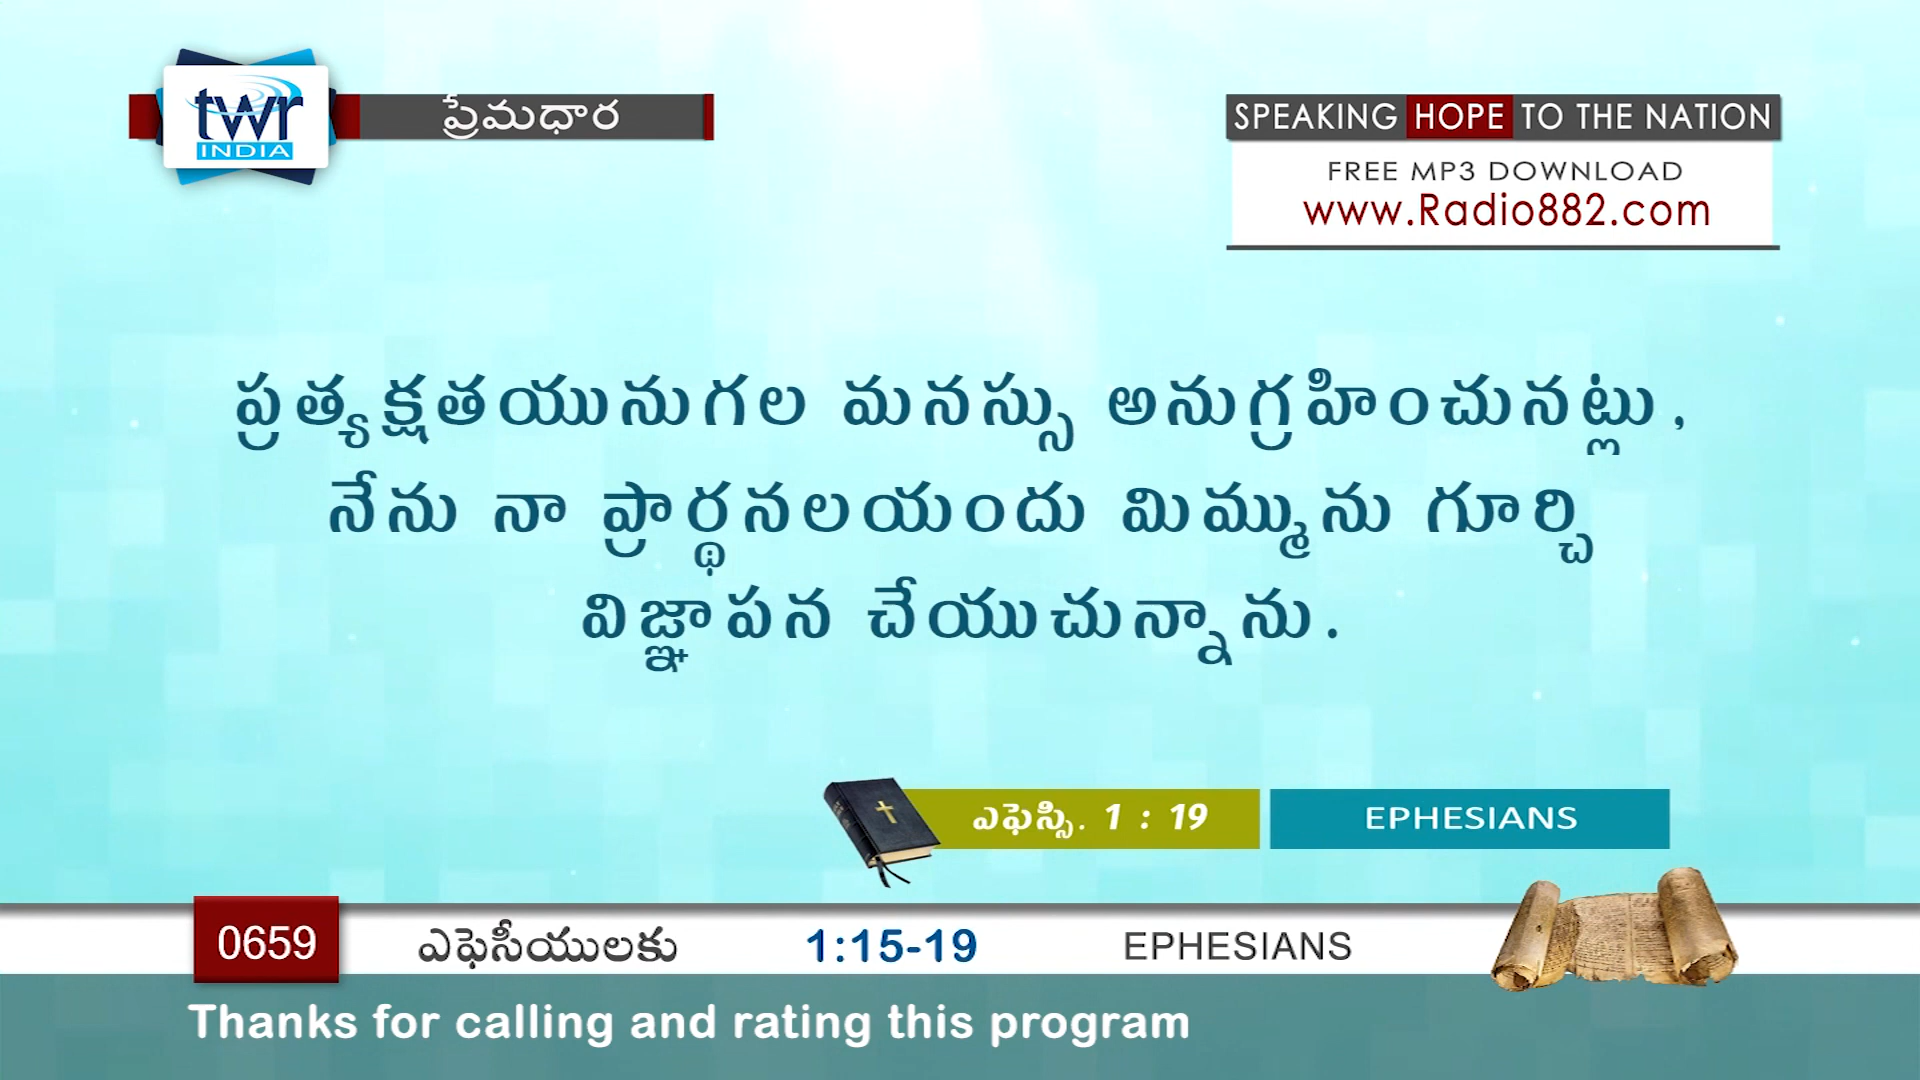 twr
INDIA
ప్రేమధార
SPEAKING HOPE TO THE NATION
FREE MP3 DOWNLOAD
www.Radio882.com
ప్రత్యక్షతయునుగల మనస్సు అనుగ్రహించునట్లు,
నేను నా ప్రార్థనలయందు మిమ్మును గూర్చి
విజ్ఞాపన చేయుచున్నాను.
ఎఫెస్సి. 1 : 19
EPHESIANS
0659
ఎఫెసీయులకు
1:15-19
EPHESIANS
Thanks for calling and rating this program